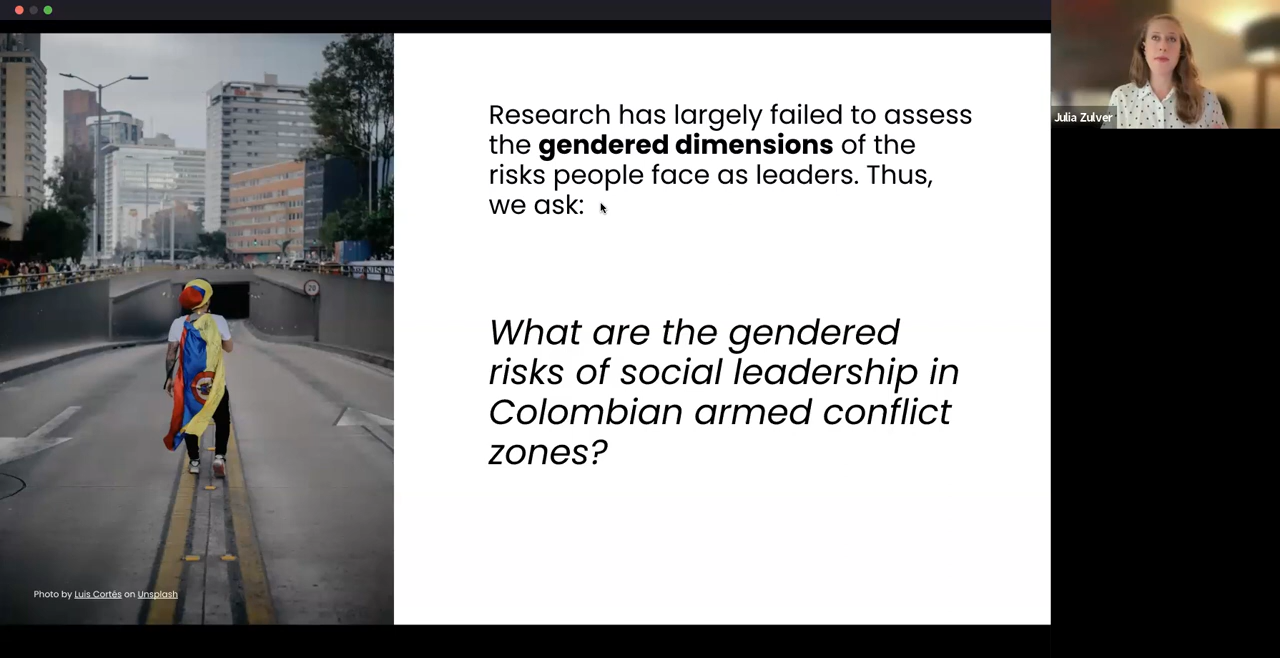 Julia Zulver
Research has largely failed to assess
the gendered dimensions of the
risks people face as leaders. Thus,
we ask:
What are the gendered
risks of social leadership in
Colombian armed conflict
zones?
20
Photo by Luis Cortés on Unsplash